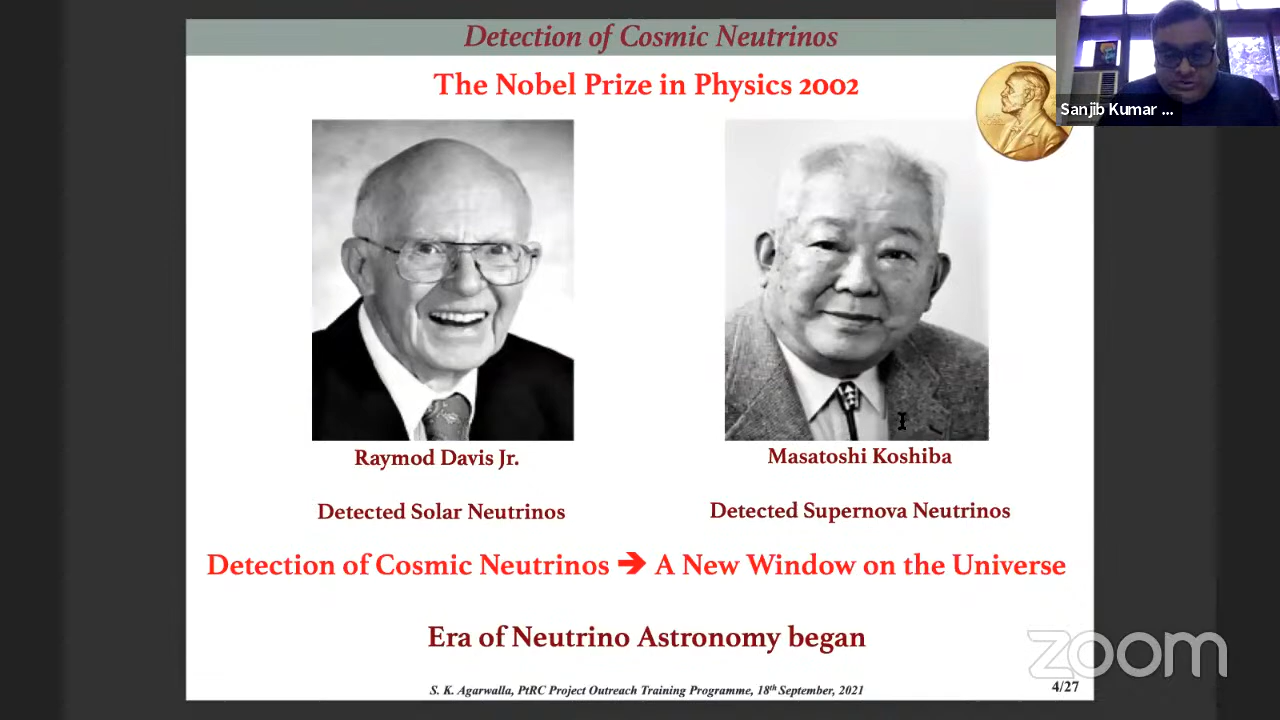 Detection of Cosmic Neutrinos
The Nobel Prize in Physics 2002
Sanjib Kumar ...
Raymod Davis Jr.
Masatoshi Koshiba
Detected Solar Neutrinos
Detected Supernova Neutrinos
Detection of Cosmic Neutrinos ➔ A New Window on the Universe
Era of Neutrino Astronomy began
zoom
S. K. Agarwalla, PtRC Project Outreach Training Programme, 18th September, 2021
4/27